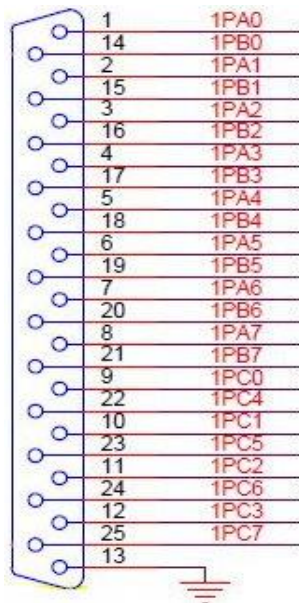 1 1PA0
14 1PB0
2 1PA1
15 1PB1
3 1PA2
16 1PB2
4 1PA3
17 1PB3
5 1PA4
18 1PB4
6 1PA5
19 1PB5
7 1PA6
20 1PB6
8 1PA7
21 1PB7
9 1PC0
22 1PC4
10 1PC1
23 1PC5
11 1PC2
24 1PC6
12 1PC3
25 1PC7
13